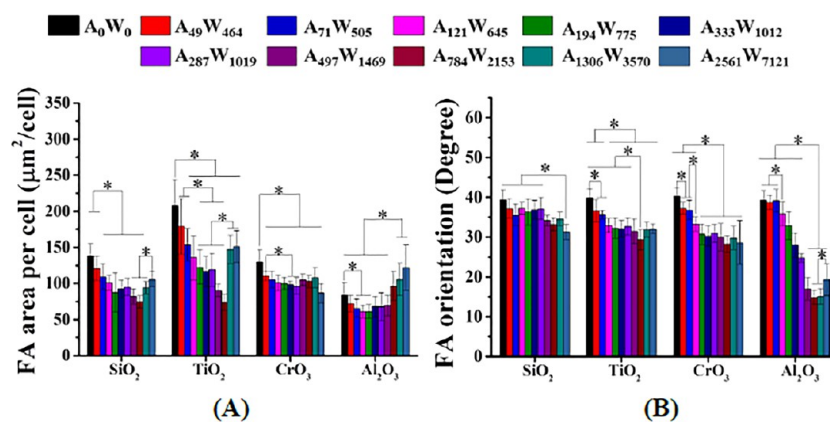 A₀W₀ A₄₉W₄₆₄ A₇₁W₅₀₅ A₁₂₁W₆₄₅ A₁₉₄W₇₇₅ A₃₃₃W₁₀₁₂
A₂₈₇W₁₀₁₉ A₄₉₇W₁₄₆₉ A₇₈₄W₂₁₅₃ A₁₃₀₆W₃₅₇₀ A₂₅₆₁W₇₁₂₁
FA area per cell (μm²/cell)
350
300
250
200
150
100
50
0
* * * * * * * * *
SiO₂ TiO₂ CrO₃ Al₂O₃
(A)
FA orientation (Degree)
60
50
40
30
20
10
0
* * * * * * * * * *
SiO₂ TiO₂ CrO₃ Al₂O₃
(B)